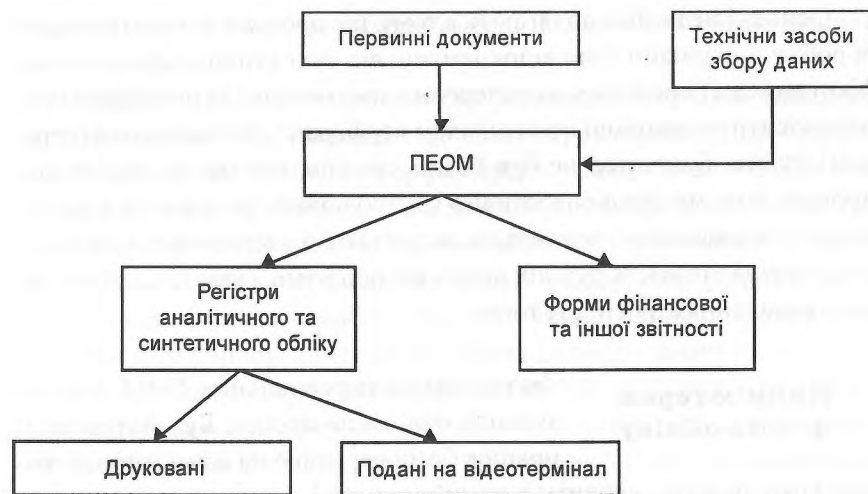 Первинні документи
Технічні засоби
збору даних
ПЕОМ
Регістри
аналітичного та
синтетичного обліку
Форми фінансової
та іншої звітності
Друковані
Подані на відеотермінал